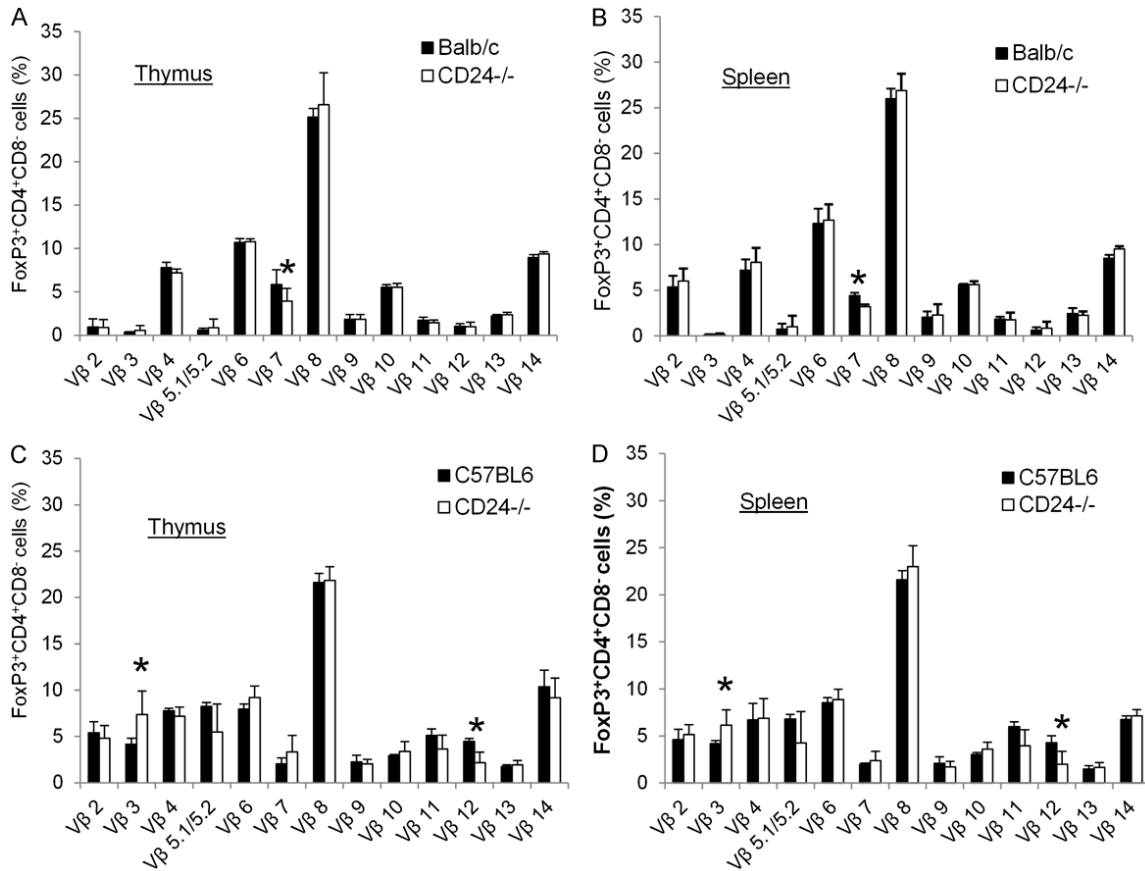 A
FoxP3⁺CD4⁺CD8⁻ cells (%)
35
30
25
20
15
10
5
0
Thymus
Balb/c
CD24-/-
*
Vβ 2
Vβ 3
Vβ 4
Vβ 5.1/5.2
Vβ 6
Vβ 7
Vβ 8
Vβ 9
Vβ 10
Vβ 11
Vβ 12
Vβ 13
Vβ 14
B
FoxP3⁺CD4⁺CD8⁻ cells (%)
35
30
25
20
15
10
5
0
Spleen
Balb/c
CD24-/-
*
Vβ 2
Vβ 3
Vβ 4
Vβ 5.1/5.2
Vβ 6
Vβ 7
Vβ 8
Vβ 9
Vβ 10
Vβ 11
Vβ 12
Vβ 13
Vβ 14
C
FoxP3⁺CD4⁺CD8⁻ cells (%)
35
30
25
20
15
10
5
0
Thymus
C57BL6
CD24-/-
*
*
Vβ 2
Vβ 3
Vβ 4
Vβ 5.1/5.2
Vβ 6
Vβ 7
Vβ 8
Vβ 9
Vβ 10
Vβ 11
Vβ 12
Vβ 13
Vβ 14
D
FoxP3⁺CD4⁺CD8⁻ cells (%)
35
30
25
20
15
10
5
0
Spleen
C57BL6
CD24-/-
*
*
Vβ 2
Vβ 3
Vβ 4
Vβ 5.1/5.2
Vβ 6
Vβ 7
Vβ 8
Vβ 9
Vβ 10
Vβ 11
Vβ 12
Vβ 13
Vβ 14